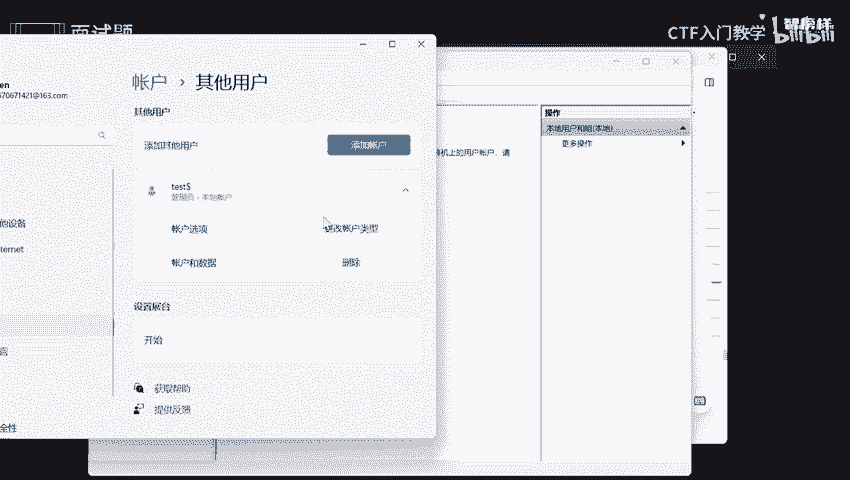 面试题
CTF入门教学
bilibili
en
670671421@163.com
帐户 › 其他用户
其他用户
添加其他用户
添加帐户
test$
管理员 - 本地帐户
帐户选项
更改帐户类型
帐户和数据
删除
设置展台
开始
获取帮助
提供反馈
他设备
ternet
全性
机上的用户帐户，请
操作
本地用户和组(本地)
更多操作